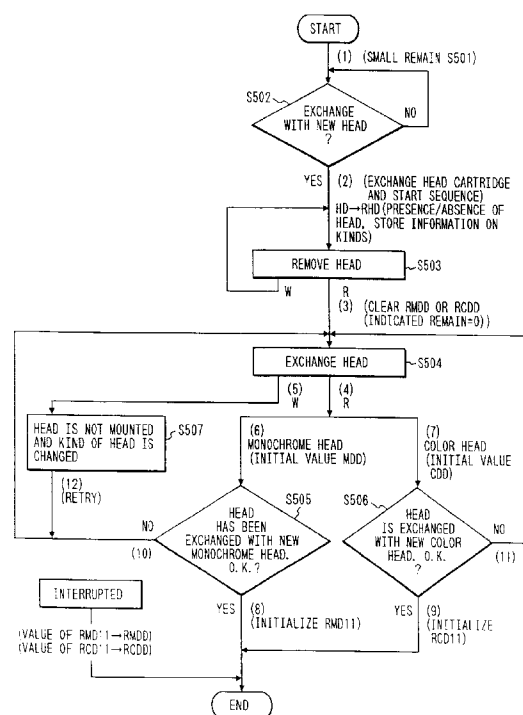 START
(1) (SMALL REMAIN S501)
S502
EXCHANGE
WITH NEW HEAD
?
NO
YES
(2) (EXCHANGE HEAD CARTRIDGE
AND START SEQUENCE)
HD→RHD(PRESENCE/ABSENCE OF
HEAD, STORE INFORMATION ON
KINDS)
REMOVE HEAD
S503
W
R
(3) (CLEAR RMDD OR RCDD
(INDICATED REMAIN=0))
EXCHANGE HEAD
S504
(5)
W
(4)
R
HEAD IS NOT MOUNTED
AND KIND OF HEAD IS
CHANGED
S507
(12)
(RETRY)
(6)
MONOCHROME HEAD
(INITIAL VALUE MDD)
(7)
COLOR HEAD
(INITIAL VALUE
CDD)
S505
HEAD
HAS BEEN
EXCHANGED WITH NEW
MONOCHROME HEAD.
O.K.?
NO
(10)
S506
HEAD
IS EXCHANGED
WITH NEW COLOR
HEAD. O.K.
?
NO
(11)
INTERRUPTED
(VALUE OF RMD11→RMDD)
(VALUE OF RCD11→RCDD)
YES
(8)
(INITIALIZE RMD11)
YES
(9)
(INITIALIZE
RCD11)
END